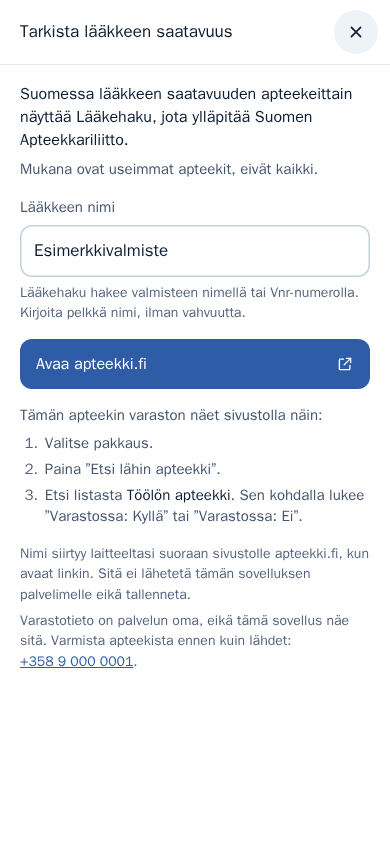 Tarkista lääkkeen saatavuus
Suomessa lääkkeen saatavuuden apteekeittain
näyttää Lääkehaku, jota ylläpitää Suomen
Apteekkariliitto.
Mukana ovat useimmat apteekit, eivät kaikki.
Lääkkeen nimi
Esimerkkivalmiste
Lääkehaku hakee valmisteen nimellä tai Vnr-numerolla.
Kirjoita pelkkä nimi, ilman vahvuutta.
Avaa apteekki.fi
Tämän apteekin varaston näet sivustolla näin:
1. Valitse pakkaus.
2. Paina ”Etsi lähin apteekki”.
3. Etsi listasta Töölön apteekki. Sen kohdalla lukee
”Varastossa: Kyllä” tai ”Varastossa: Ei”.
Nimi siirtyy laitteeltasi suoraan sivustolle apteekki.fi, kun
avaat linkin. Sitä ei lähetetä tämän sovelluksen
palvelimelle eikä tallenneta.
Varastotieto on palvelun oma, eikä tämä sovellus näe
sitä. Varmista apteekista ennen kuin lähdet:
+358 9 000 0001.